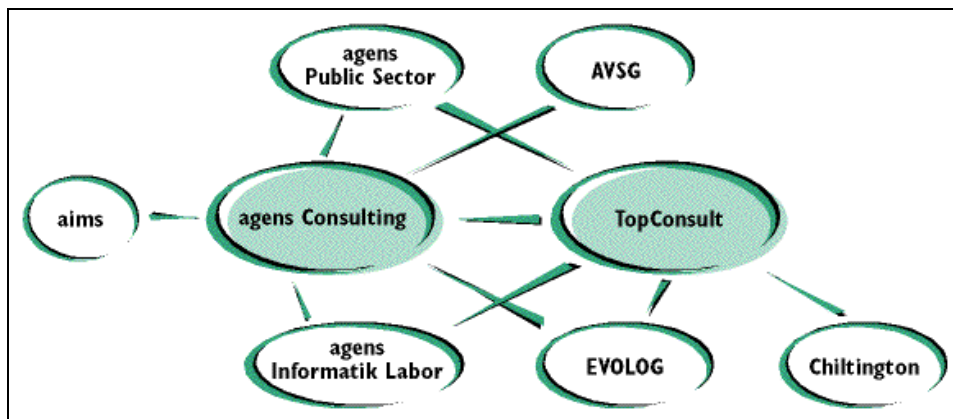 agens
Public Sector
AVSG
aims
agens Consulting
TopConsult
agens
Informatik Labor
EVOLOG
Chiltington